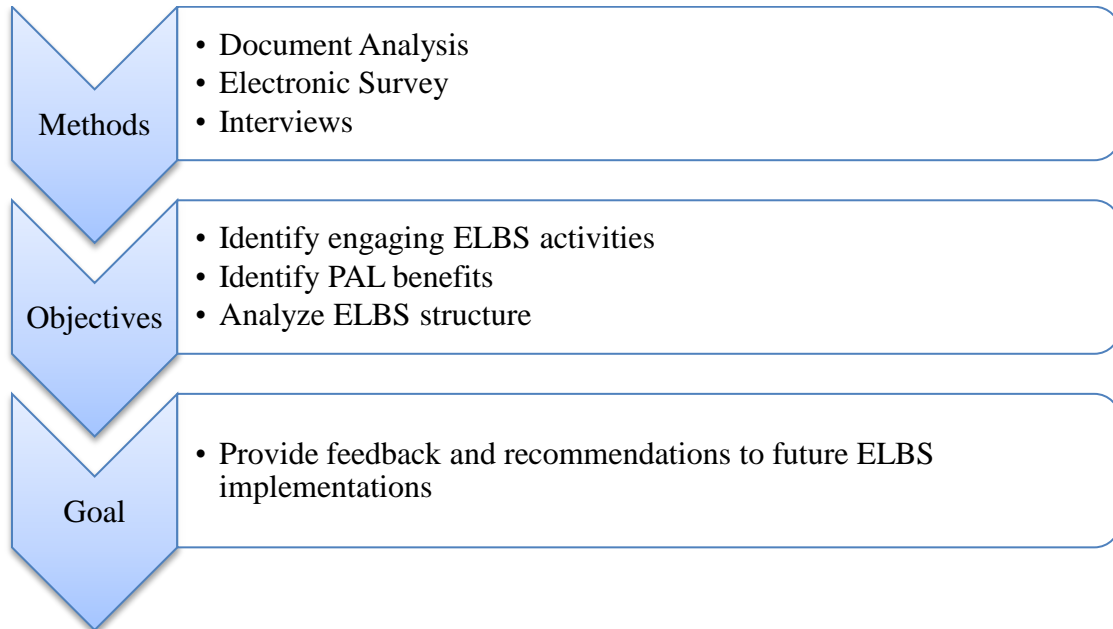 Methods
• Document Analysis
• Electronic Survey
• Interviews
Objectives
• Identify engaging ELBS activities
• Identify PAL benefits
• Analyze ELBS structure
Goal
• Provide feedback and recommendations to future ELBS
implementations